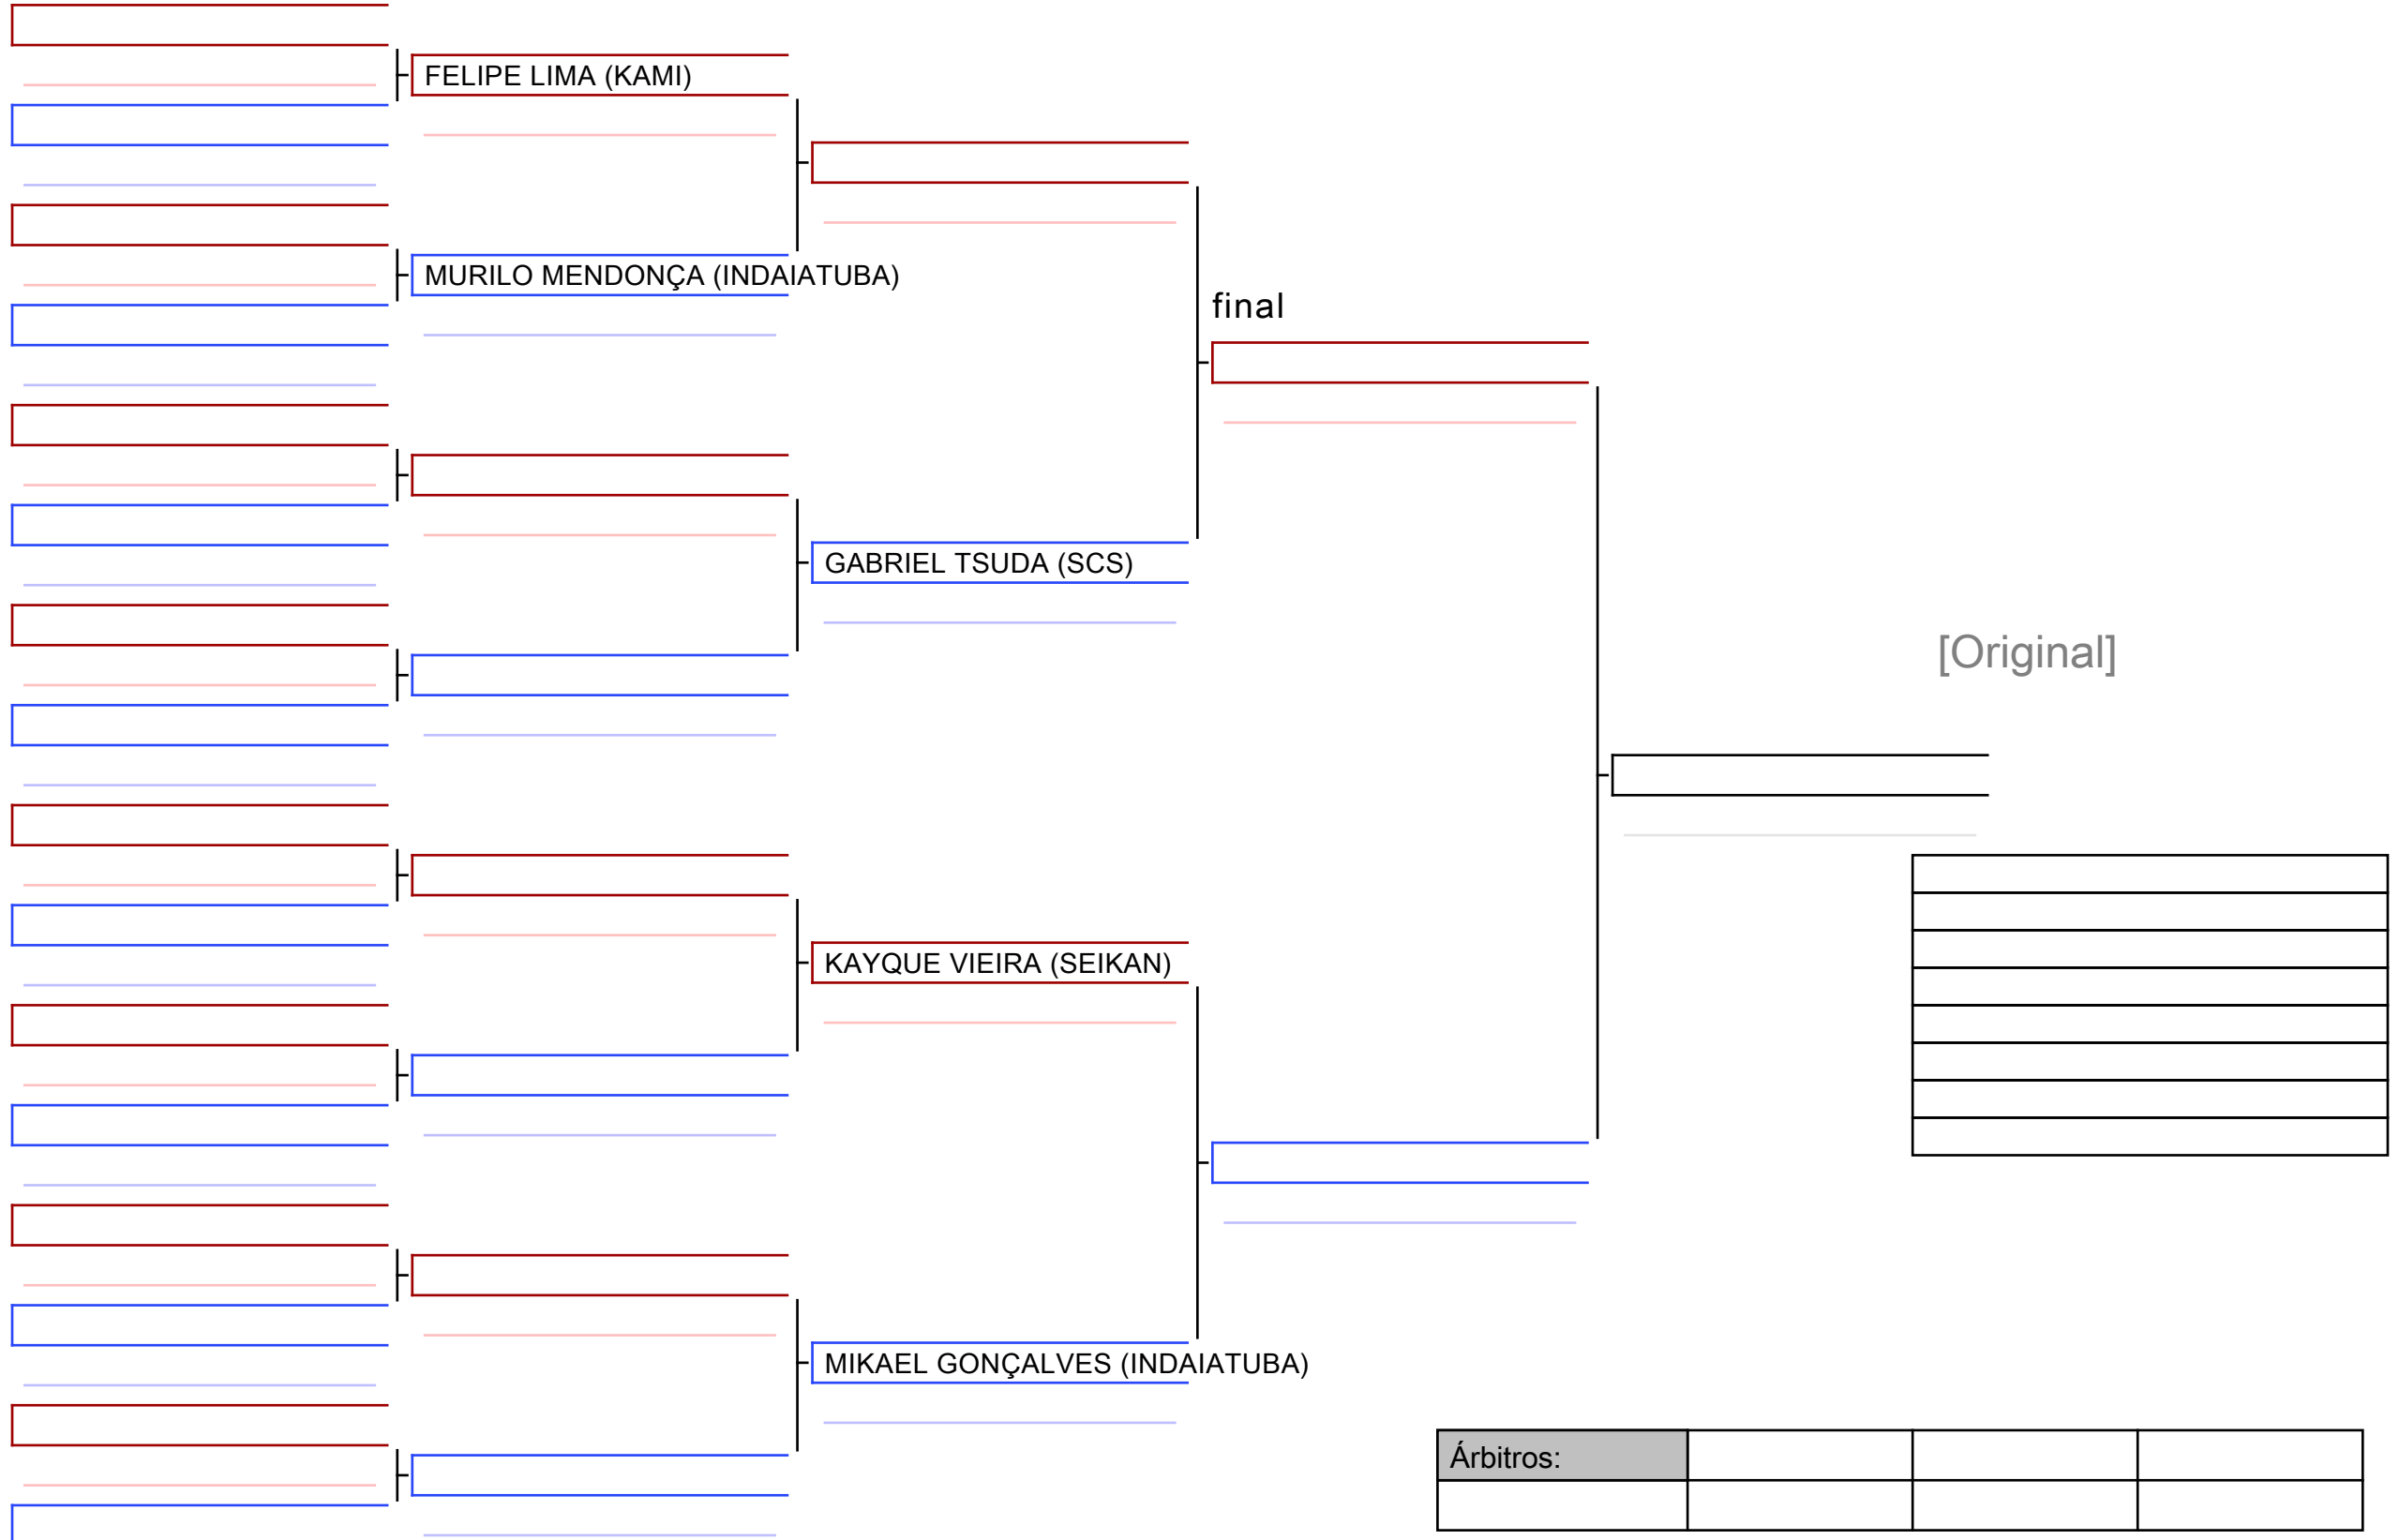 FELIPE LIMA (KAMI)
MURILO MENDONÇA (INDAIATUBA)
final
GABRIEL TSUDA (SCS)
[Original]
KAYQUE VIEIRA (SEIKAN)
MIKAEL GONÇALVES (INDAIATUBA)
Árbitros: